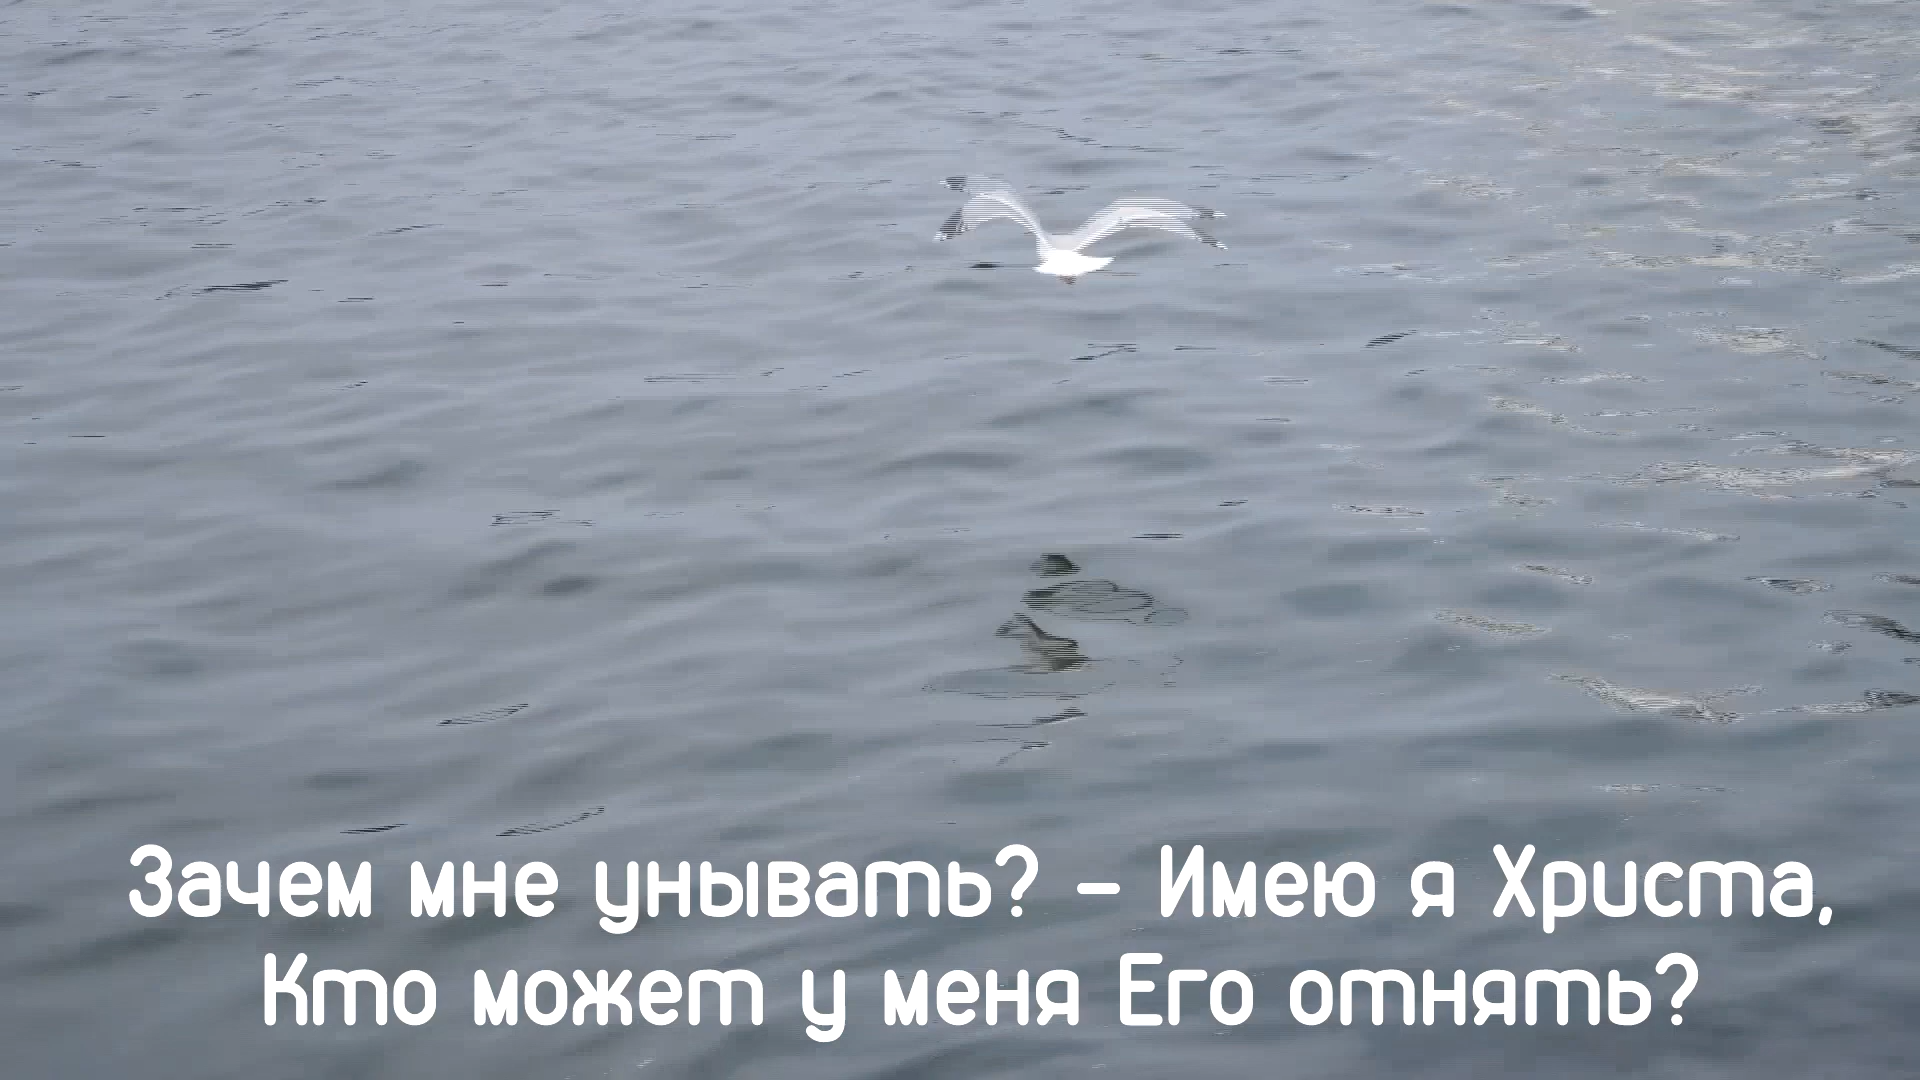 Зачем мне унывать? – Имею я Христа,
Кто может у меня Его отнять?